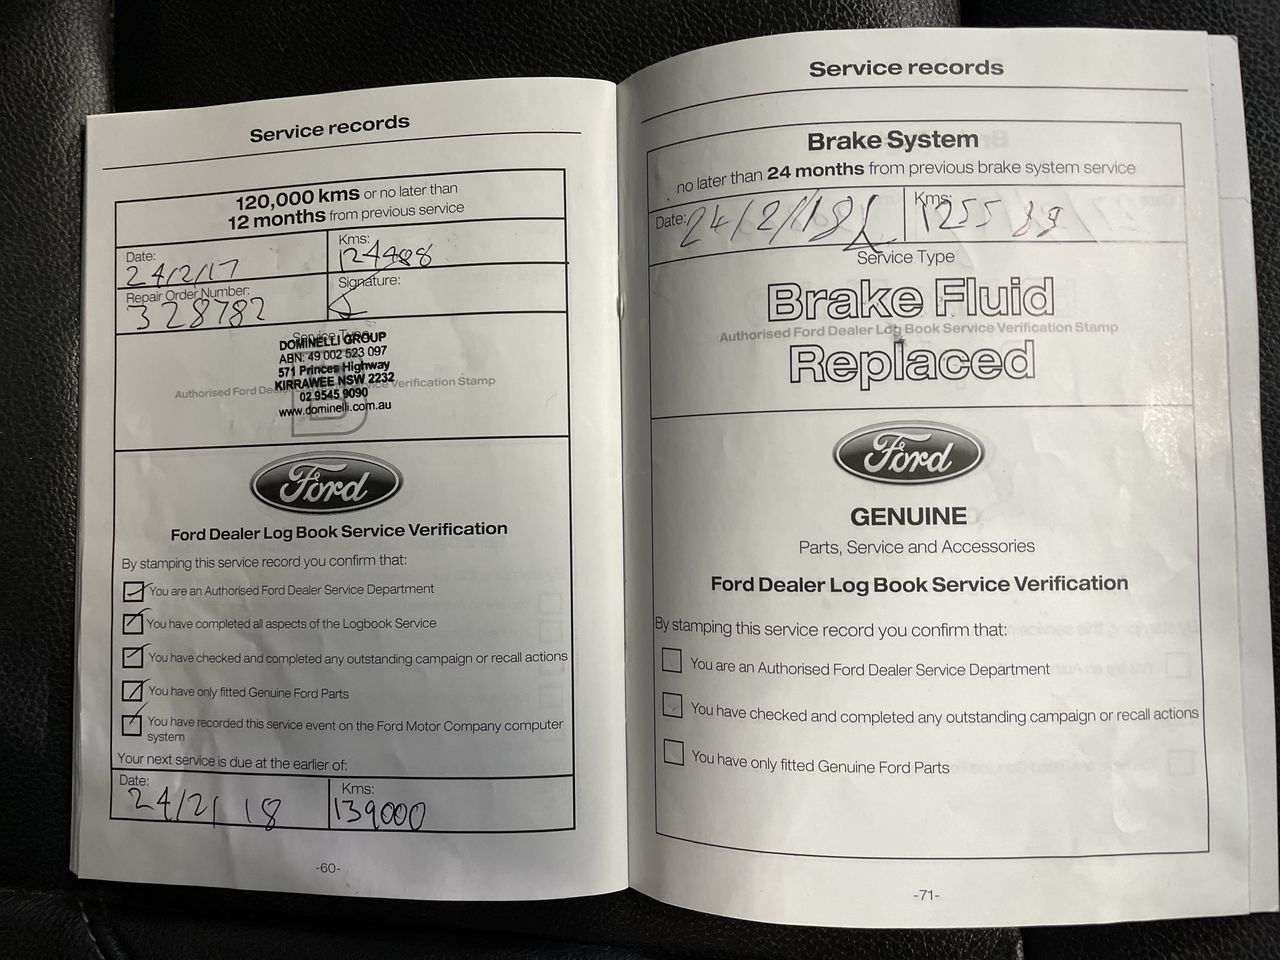 Service records
120,000 kms or no later than
12 months from previous service
Date:
24/2/17
Kms:
124488
Repair Order Number:
328782
Signature:
Service Type
DOMINELLI GROUP
ABN: 49 002 523 097
571 Princes Highway
KIRRAWEE NSW 2232
02 9545 9090
www.dominelli.com.au
Authorised Ford Dealer Service Verification Stamp
Ford
Ford Dealer Log Book Service Verification
By stamping this service record you confirm that:
You are an Authorised Ford Dealer Service Department
You have completed all aspects of the Logbook Service
You have checked and completed any outstanding campaign or recall actions
You have only fitted Genuine Ford Parts
You have recorded this service event on the Ford Motor Company computer
system
Your next service is due at the earlier of:
Date:
24/2/18
Kms:
139000
-60-
Service records
Brake System
no later than 24 months from previous brake system service
Date:
24/2/18
Kms:
1255
Service Type
Brake Fluid
Authorised Ford Dealer Log Book Service Verification Stamp
Replaced
Ford
GENUINE
Parts, Service and Accessories
Ford Dealer Log Book Service Verification
By stamping this service record you confirm that:
You are an Authorised Ford Dealer Service Department
You have checked and completed any outstanding campaign or recall actions
You have only fitted Genuine Ford Parts
-71-